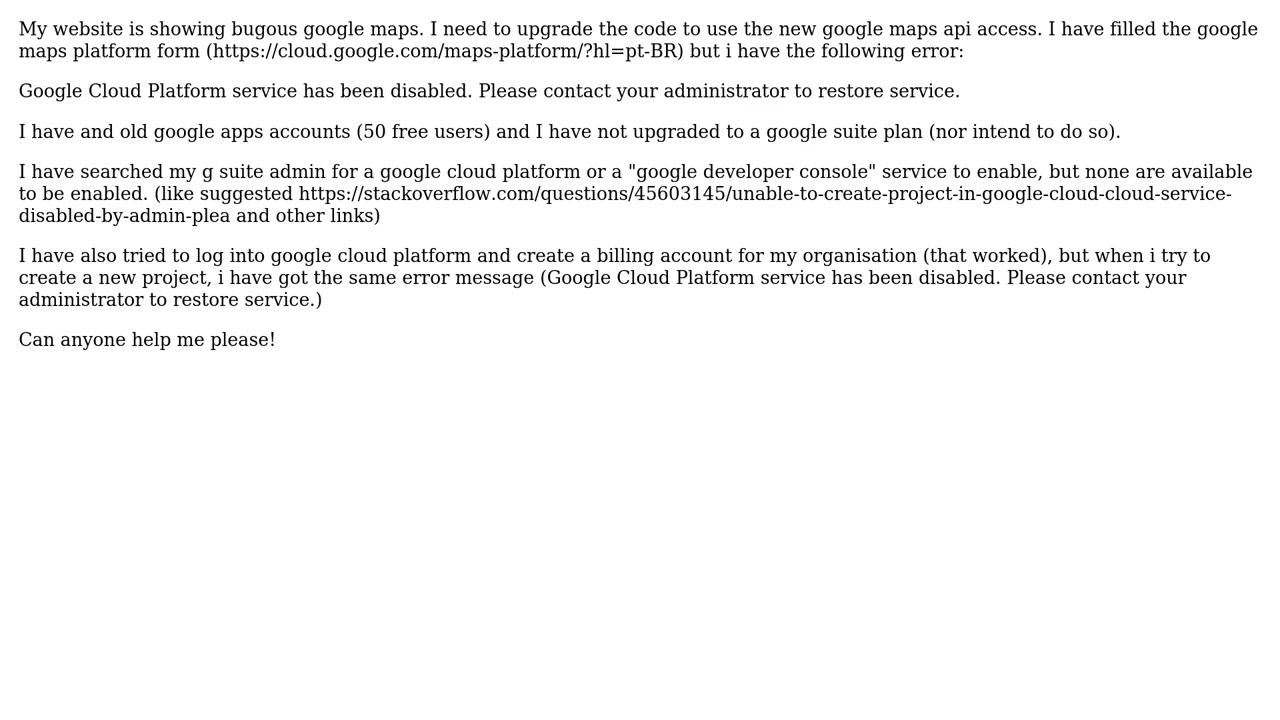 My website is showing bugous google maps. I need to upgrade the code to use the new google maps api access. I have filled the google
maps platform form (https://cloud.google.com/maps-platform/?hl=pt-BR) but i have the following error:
Google Cloud Platform service has been disabled. Please contact your administrator to restore service.
I have and old google apps accounts (50 free users) and I have not upgraded to a google suite plan (nor intend to do so).
I have searched my g suite admin for a google cloud platform or a "google developer console" service to enable, but none are available
to be enabled. (like suggested https://stackoverflow.com/questions/45603145/unable-to-create-project-in-google-cloud-cloud-service-
disabled-by-admin-plea and other links)
I have also tried to log into google cloud platform and create a billing account for my organisation (that worked), but when i try to
create a new project, i have got the same error message (Google Cloud Platform service has been disabled. Please contact your
administrator to restore service.)
Can anyone help me please!